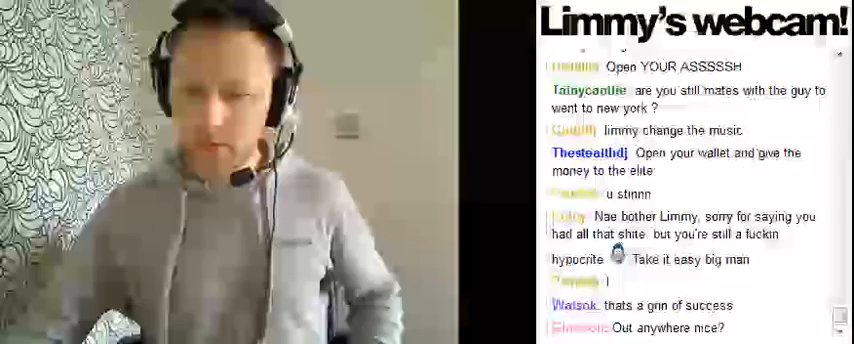 Limmy's webcam!
Open YOUR ASSSSSH
are you still mates with the guy to
went to new york ?
limmy change the music.
Thestealthdj Open your wallet and give the
money to the elite
u stinnn
Nae bother Limmy, sorry for saying you
had all that shite, but you're still a fuckin
hypocrite Take it easy big man
Watsok thats a grin of success
Out anywhere nice?